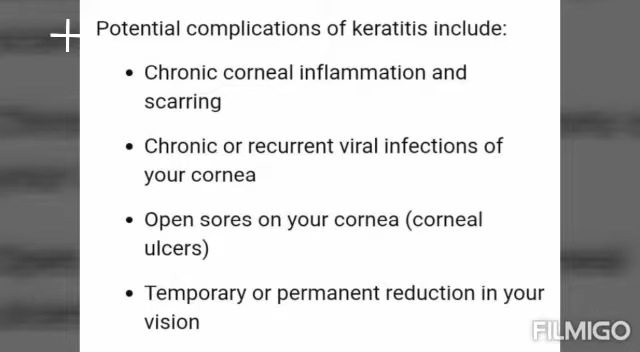 Potential complications of keratitis include:
• Chronic corneal inflammation and
scarring
• Chronic or recurrent viral infections of
your cornea
• Open sores on your cornea (corneal
ulcers)
• Temporary or permanent reduction in your
vision
FILMIGO